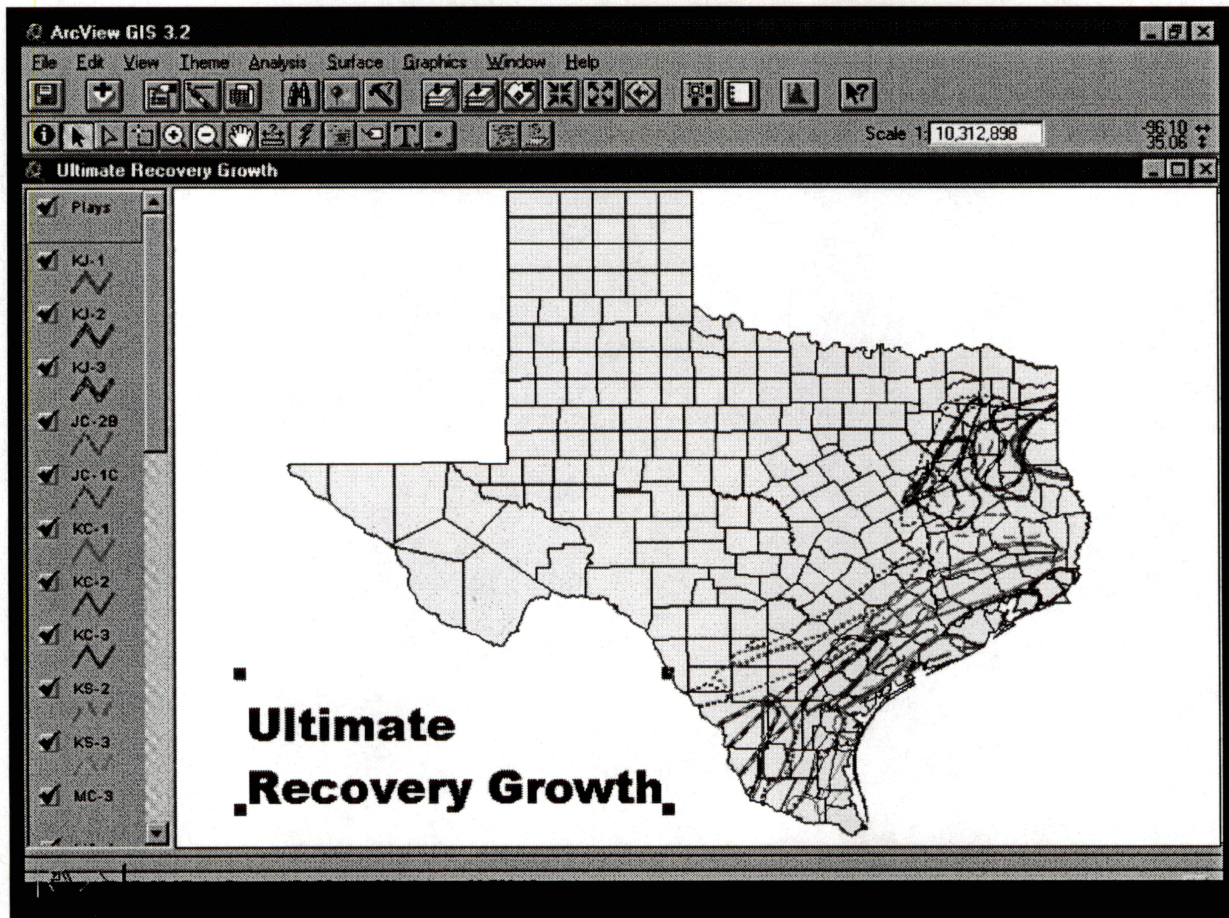 ArcView GIS 3.2
File Edit View Theme Analysis Surface Graphics Window Help
Scale 1: 10,312,898
-96.10
35.06
Ultimate Recovery Growth
Plays
KJ-1
KJ-2
KJ-3
JC-2B
JC-1C
KC-1
KC-2
KC-3
KS-2
KS-3
MC-3
Ultimate
Recovery Growth